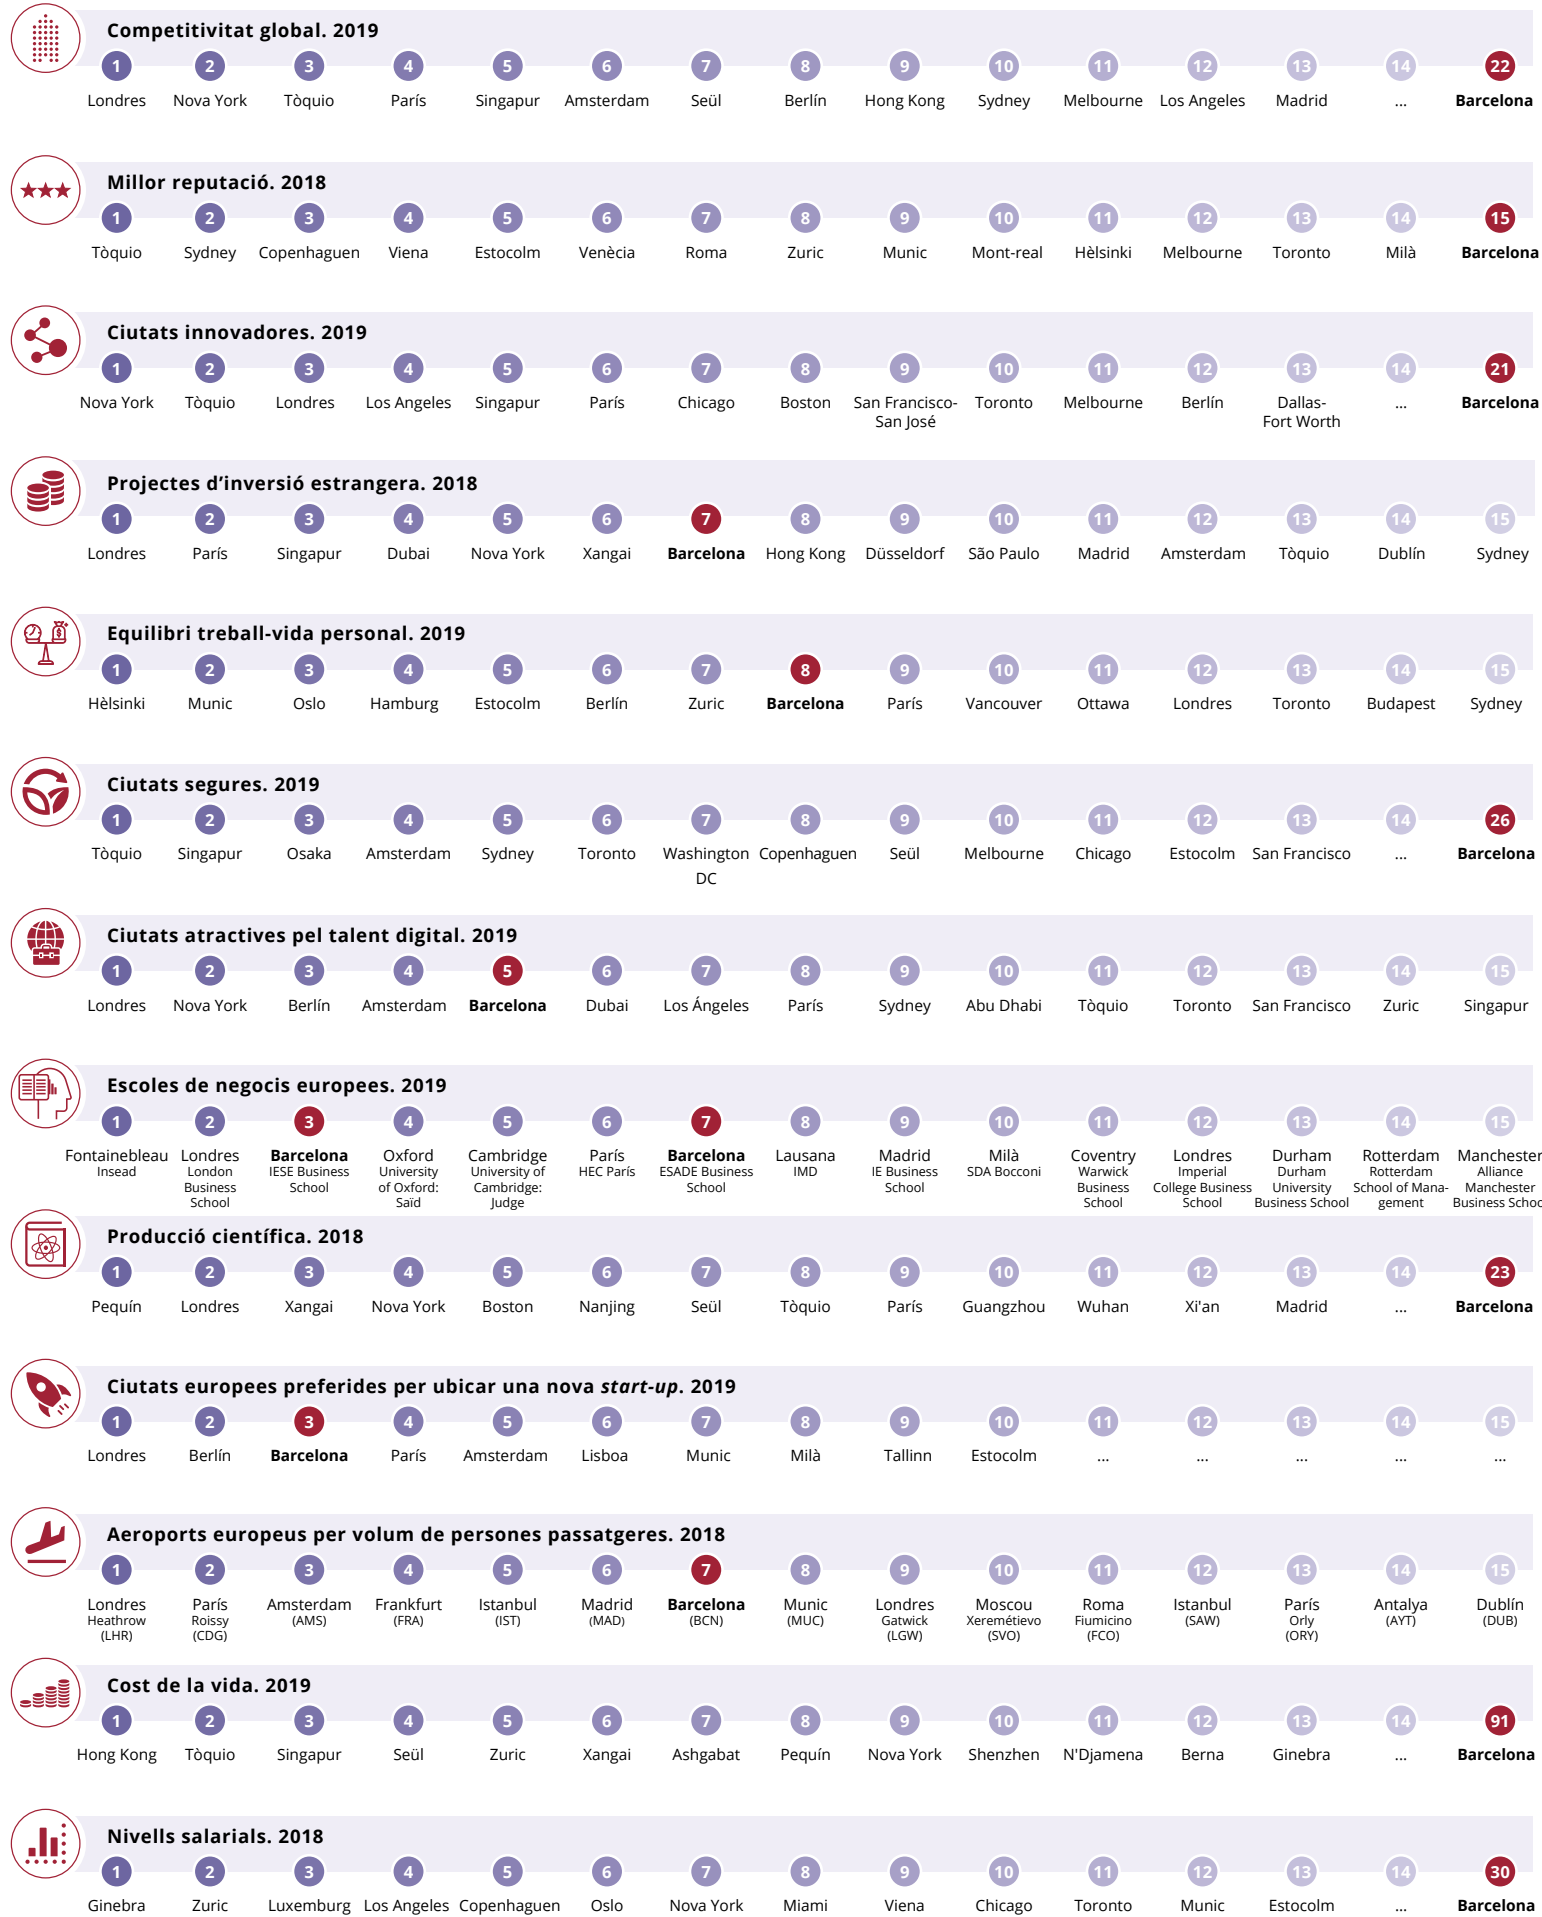 Competitivitat global. 2019
1 2 3 4 5 6 7 8 9 10 11 12 13 14 22
Londres Nova York Tòquio París Singapur Amsterdam Seül Berlín Hong Kong Sydney Melbourne Los Angeles Madrid ... Barcelona
Millor reputació. 2018
1 2 3 4 5 6 7 8 9 10 11 12 13 14 15
Tòquio Sydney Copenhaguen Viena Estocolm Venècia Roma Zuric Munic Mont-real Hèlsinki Melbourne Toronto Milà Barcelona
Ciutats innovadores. 2019
1 2 3 4 5 6 7 8 9 10 11 12 13 14 21
Nova York Tòquio Londres Los Angeles Singapur París Chicago Boston San Francisco- Toronto Melbourne Berlín Dallas- ... Barcelona
San José Fort Worth
Projectes d’inversió estrangera. 2018
1 2 3 4 5 6 7 8 9 10 11 12 13 14 15
Londres París Singapur Dubai Nova York Xangai Barcelona Hong Kong Düsseldorf São Paulo Madrid Amsterdam Tòquio Dublín Sydney
Equilibri treball-vida personal. 2019
1 2 3 4 5 6 7 8 9 10 11 12 13 14 15
Hèlsinki Munic Oslo Hamburg Estocolm Berlín Zuric Barcelona París Vancouver Ottawa Londres Toronto Budapest Sydney
Ciutats segures. 2019
1 2 3 4 5 6 7 8 9 10 11 12 13 14 26
Tòquio Singapur Osaka Amsterdam Sydney Toronto Washington Copenhaguen Seül Melbourne Chicago Estocolm San Francisco ... Barcelona
DC
Ciutats atractives pel talent digital. 2019
1 2 3 4 5 6 7 8 9 10 11 12 13 14 15
Londres Nova York Berlín Amsterdam Barcelona Dubai Los Ángeles París Sydney Abu Dhabi Tòquio Toronto San Francisco Zuric Singapur
Escoles de negocis europees. 2019
1 2 3 4 5 6 7 8 9 10 11 12 13 14 15
Fontainebleau Londres Barcelona Oxford Cambridge París Barcelona Lausana Madrid Milà Coventry Londres Durham Rotterdam Manchester
Insead London IESE Business University University of HEC París ESADE Business IMD IE Business SDA Bocconi Warwick Imperial Durham Rotterdam Alliance
Business School of Oxford: Cambridge: School School Business College Business University School of Mana- Manchester
School Saïd Judge School School Business School gement Business School
Producció científica. 2018
1 2 3 4 5 6 7 8 9 10 11 12 13 14 23
Pequín Londres Xangai Nova York Boston Nanjing Seül Tòquio París Guangzhou Wuhan Xi'an Madrid ... Barcelona
Ciutats europees preferides per ubicar una nova start-up. 2019
1 2 3 4 5 6 7 8 9 10 11 12 13 14 15
Londres Berlín Barcelona París Amsterdam Lisboa Munic Milà Tallinn Estocolm ... ... ... ... ...
Aeroports europeus per volum de persones passatgeres. 2018
1 2 3 4 5 6 7 8 9 10 11 12 13 14 15
Londres París Amsterdam Frankfurt Istanbul Madrid Barcelona Munic Londres Moscou Roma Istanbul París Antalya Dublín
Heathrow Roissy (AMS) (FRA) (IST) (MAD) (BCN) (MUC) Gatwick Xeremétievo Fiumicino (SAW) Orly (AYT) (DUB)
(LHR) (CDG) (LGW) (SVO) (FCO) (ORY)
Cost de la vida. 2019
1 2 3 4 5 6 7 8 9 10 11 12 13 14 91
Hong Kong Tòquio Singapur Seül Zuric Xangai Ashgabat Pequín Nova York Shenzhen N'Djamena Berna Ginebra ... Barcelona
Nivells salarials. 2018
1 2 3 4 5 6 7 8 9 10 11 12 13 14 30
Ginebra Zuric Luxemburg Los Angeles Copenhaguen Oslo Nova York Miami Viena Chicago Toronto Munic Estocolm ... Barcelona